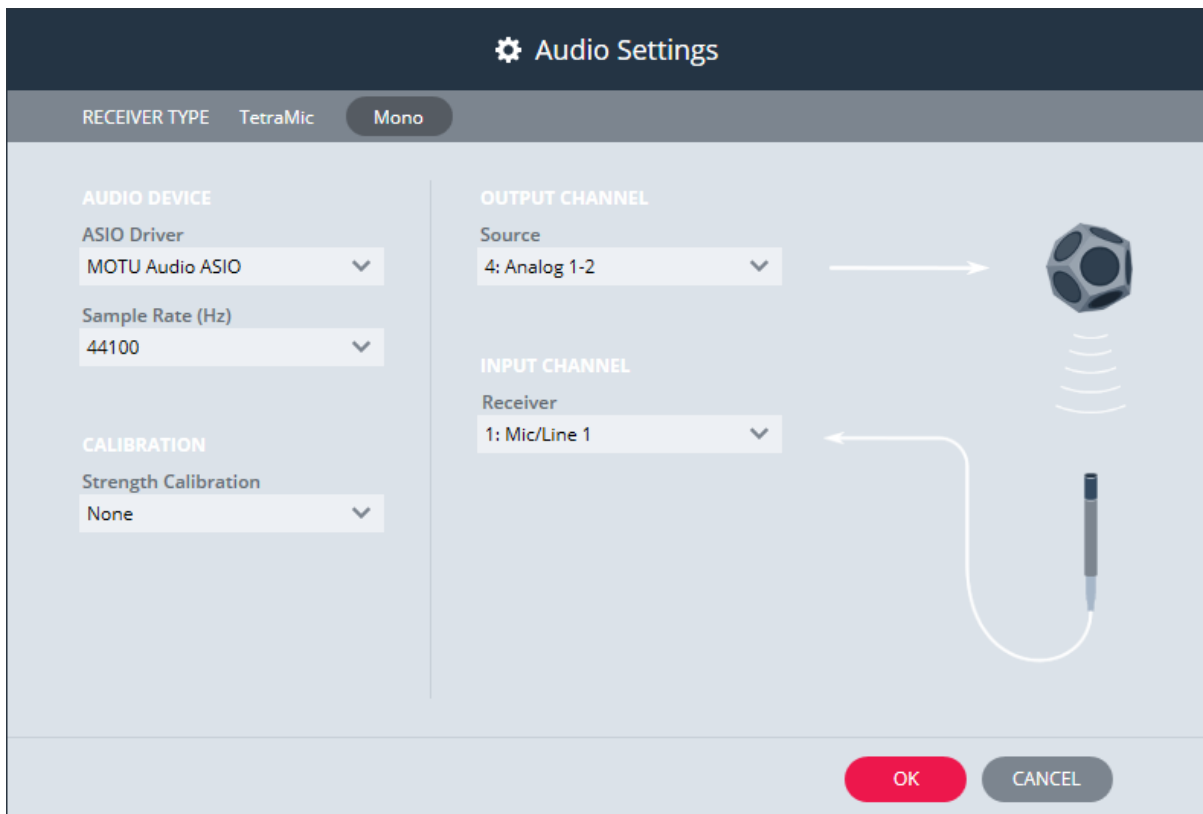 Audio Settings
RECEIVER TYPE TetraMic Mono
AUDIO DEVICE
ASIO Driver
MOTU Audio ASIO
Sample Rate (Hz)
44100
CALIBRATION
Strength Calibration
None
OUTPUT CHANNEL
Source
4: Analog 1-2
INPUT CHANNEL
Receiver
1: Mic/Line 1
OK CANCEL